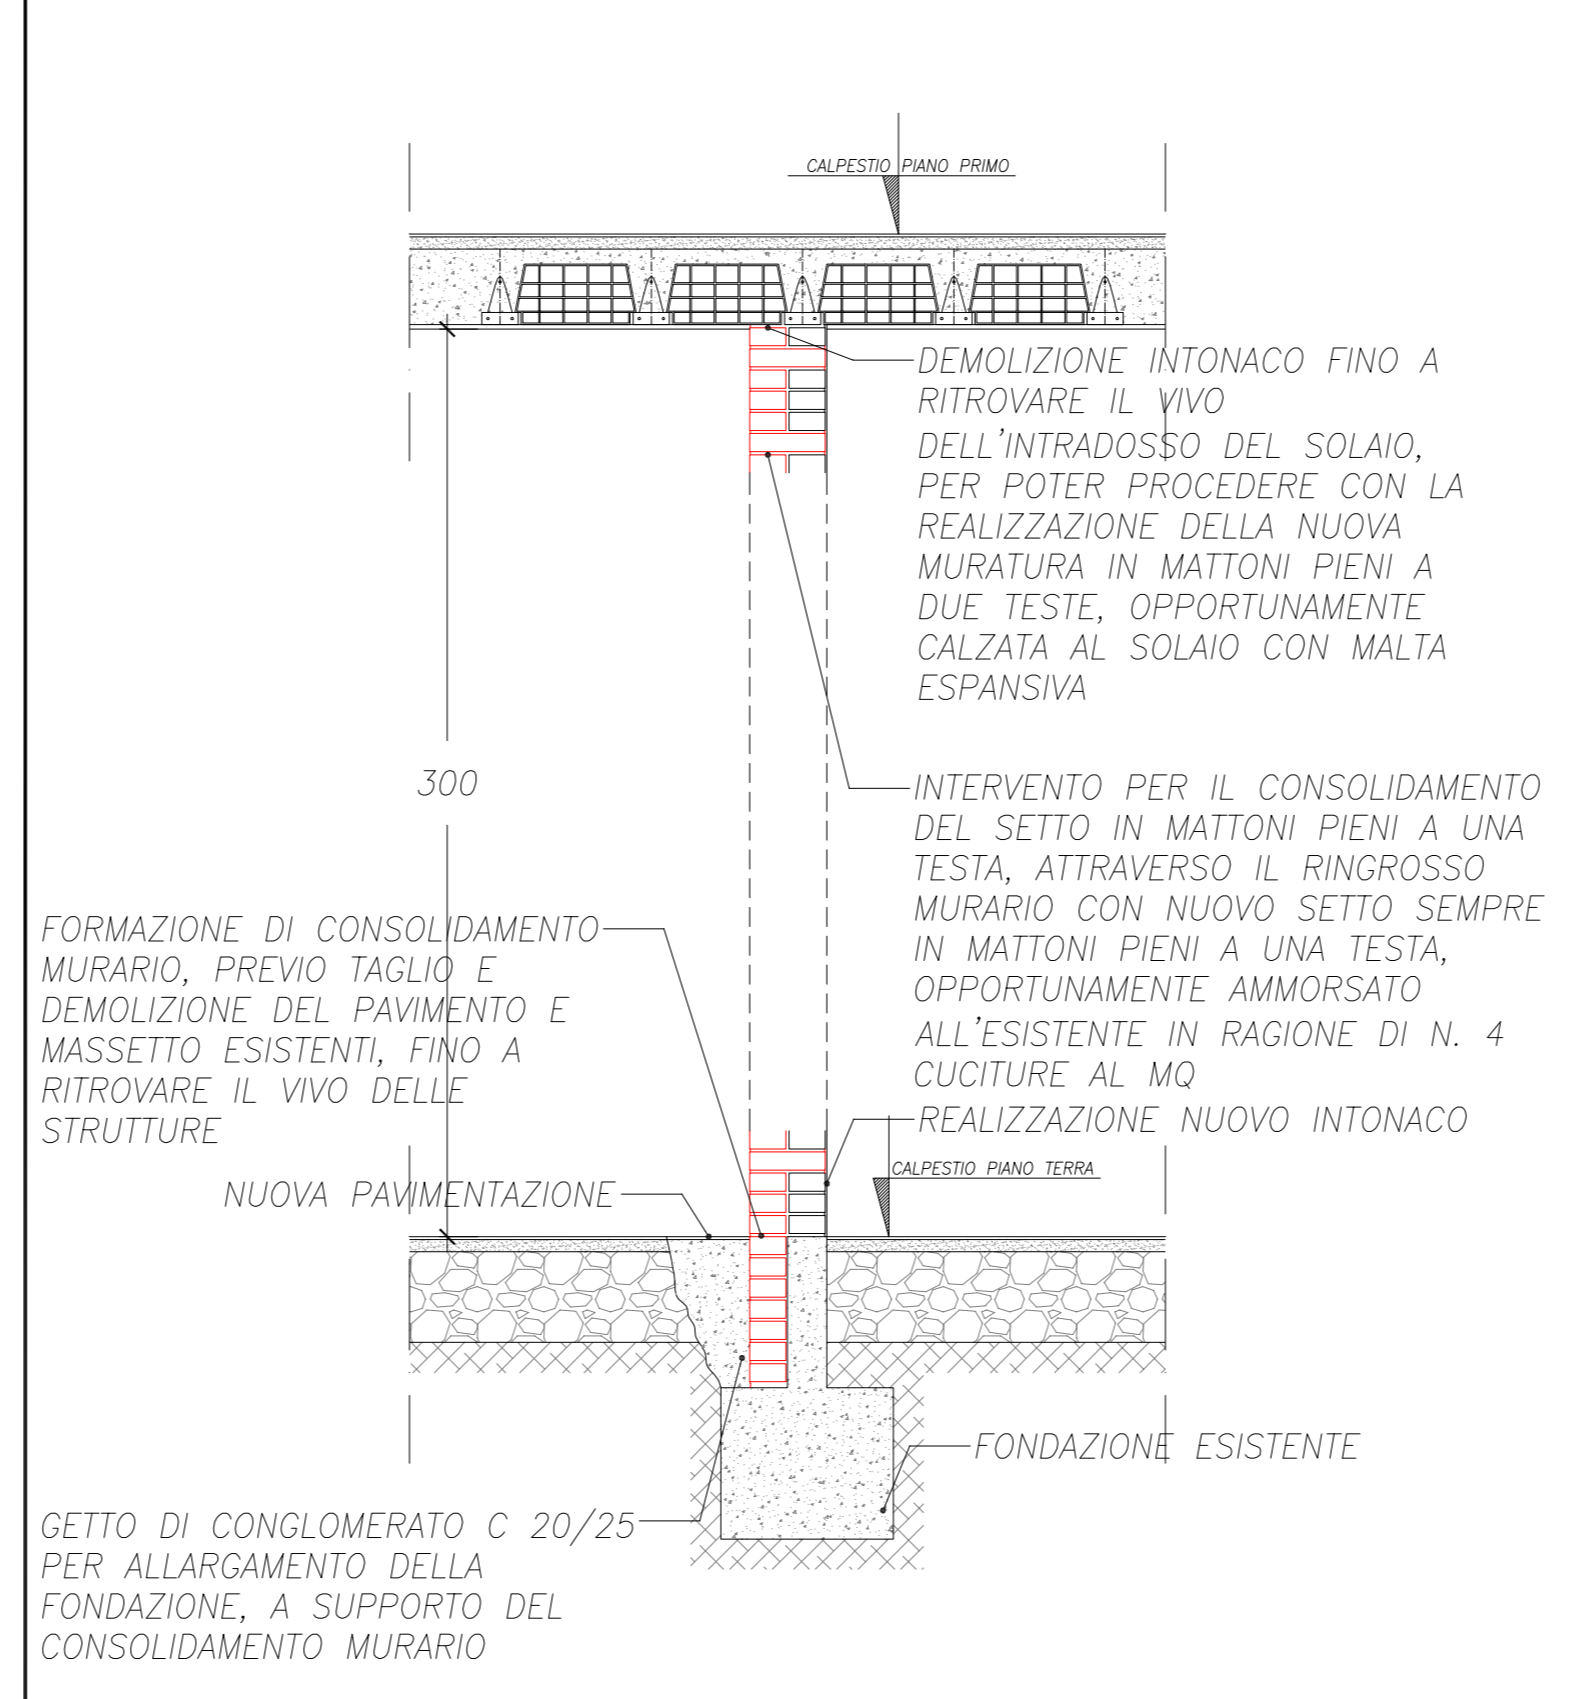 CALPESTIO PIANO PRIMO
DEMOLIZIONE INTONACO FINO A
RITROVARE IL VIVO
DELL'INTRADOSSO DEL SOLAIO,
PER POTER PROCEDERE CON LA
REALIZZAZIONE DELLA NUOVA
MURATURA IN MATTONI PIENI A
DUE TESTE, OPPORTUNAMENTE
CALZATA AL SOLAIO CON MALTA
ESPANSIVA
300
INTERVENTO PER IL CONSOLIDAMENTO
DEL SETTO IN MATTONI PIENI A UNA
TESTA, ATTRAVERSO IL RINGROSSO
MURARIO CON NUOVO SETTO SEMPRE
IN MATTONI PIENI A UNA TESTA,
OPPORTUNAMENTE AMMORSATO
ALL'ESISTENTE IN RAGIONE DI N. 4
CUCITURE AL MQ
FORMAZIONE DI CONSOLIDAMENTO
MURARIO, PREVIO TAGLIO E
DEMOLIZIONE DEL PAVIMENTO E
MASSETTO ESISTENTI, FINO A
RITROVARE IL VIVO DELLE
STRUTTURE
REALIZZAZIONE NUOVO INTONACO
CALPESTIO PIANO TERRA
NUOVA PAVIMENTAZIONE
FONDAZIONE ESISTENTE
GETTO DI CONGLOMERATO C 20/25
PER ALLARGAMENTO DELLA
FONDAZIONE, A SUPPORTO DEL
CONSOLIDAMENTO MURARIO